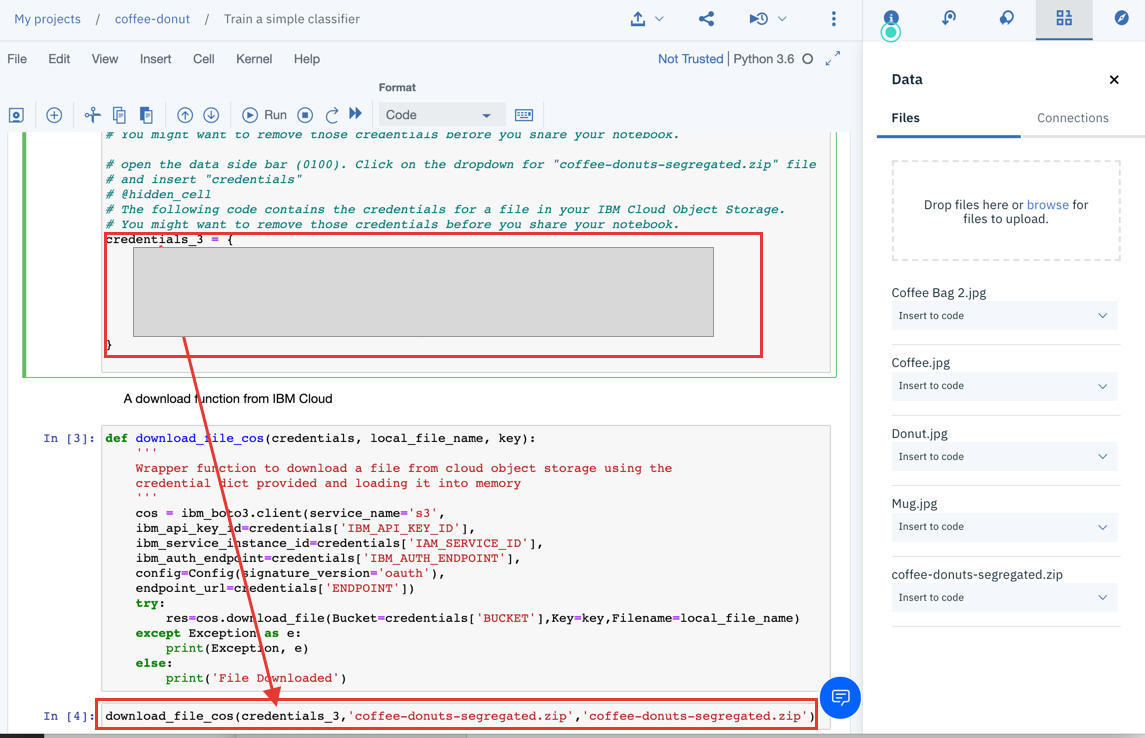 My projects / coffee-donut / Train a simple classifier
File Edit View Insert Cell Kernel Help
Not Trusted | Python 3.6
Format
Run
Code
# You might want to remove those credentials before you share your notebook.
# open the data side bar (0100). Click on the dropdown for "coffee-donuts-segregated.zip" file
# and insert "credentials"
# @hidden_cell
# The following code contains the credentials for a file in your IBM Cloud Object Storage.
# You might want to remove those credentials before you share your notebook.
credentials_3 = {
}
A download function from IBM Cloud
In [3]:
def download_file_cos(credentials, local_file_name, key):
'''
Wrapper function to download a file from cloud object storage using the
credential dict provided and loading it into memory
'''
cos = ibm_boto3.client(service_name='s3',
ibm_api_key_id=credentials['IBM_API_KEY_ID'],
ibm_service_instance_id=credentials['IAM_SERVICE_ID'],
ibm_auth_endpoint=credentials['IBM_AUTH_ENDPOINT'],
config=Config(signature_version='oauth'),
endpoint_url=credentials['ENDPOINT'])
try:
res=cos.download_file(Bucket=credentials['BUCKET'],Key=key,Filename=local_file_name)
except Exception as e:
print(Exception, e)
else:
print('File Downloaded')
In [4]:
download_file_cos(credentials_3,'coffee-donuts-segregated.zip','coffee-donuts-segregated.zip')
Data
Files
Connections
Drop files here or browse for
files to upload.
Coffee Bag 2.jpg
Insert to code
Coffee.jpg
Insert to code
Donut.jpg
Insert to code
Mug.jpg
Insert to code
coffee-donuts-segregated.zip
Insert to code